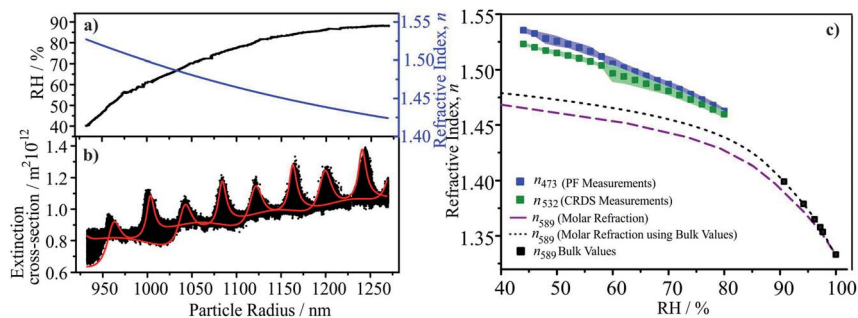 a)
90
80
70
60
50
40
RH / %
1.55
1.50
1.45
1.40
Refractive Index, n
b)
1.4
1.2
1.0
0.8
0.6
Extinction
cross-section / m²10⁻¹²
950 1000 1050 1100 1150 1200 1250
Particle Radius / nm
c)
1.55
1.50
1.45
1.40
1.35
Refractive Index, n
n473 (PF Measurements)
n532 (CRDS Measurements)
n589 (Molar Refraction)
n589 (Molar Refraction using Bulk Values)
n589 Bulk Values
40 50 60 70 80 90 100
RH / %